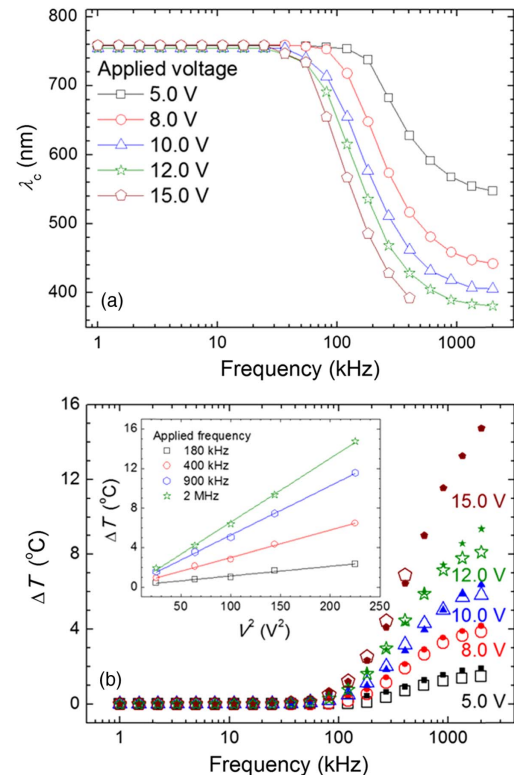 800
700
600
500
400
λc (nm)
Applied voltage
5.0 V
8.0 V
10.0 V
12.0 V
15.0 V
(a)
1
10
100
1000
Frequency (kHz)
16
12
8
4
0
ΔT (°C)
16
12
8
4
0
ΔT (°C)
Applied frequency
180 kHz
400 kHz
900 kHz
2 MHz
50
100
150
200
250
V² (V²)
15.0 V
12.0 V
10.0 V
8.0 V
5.0 V
(b)
1
10
100
1000
Frequency (kHz)